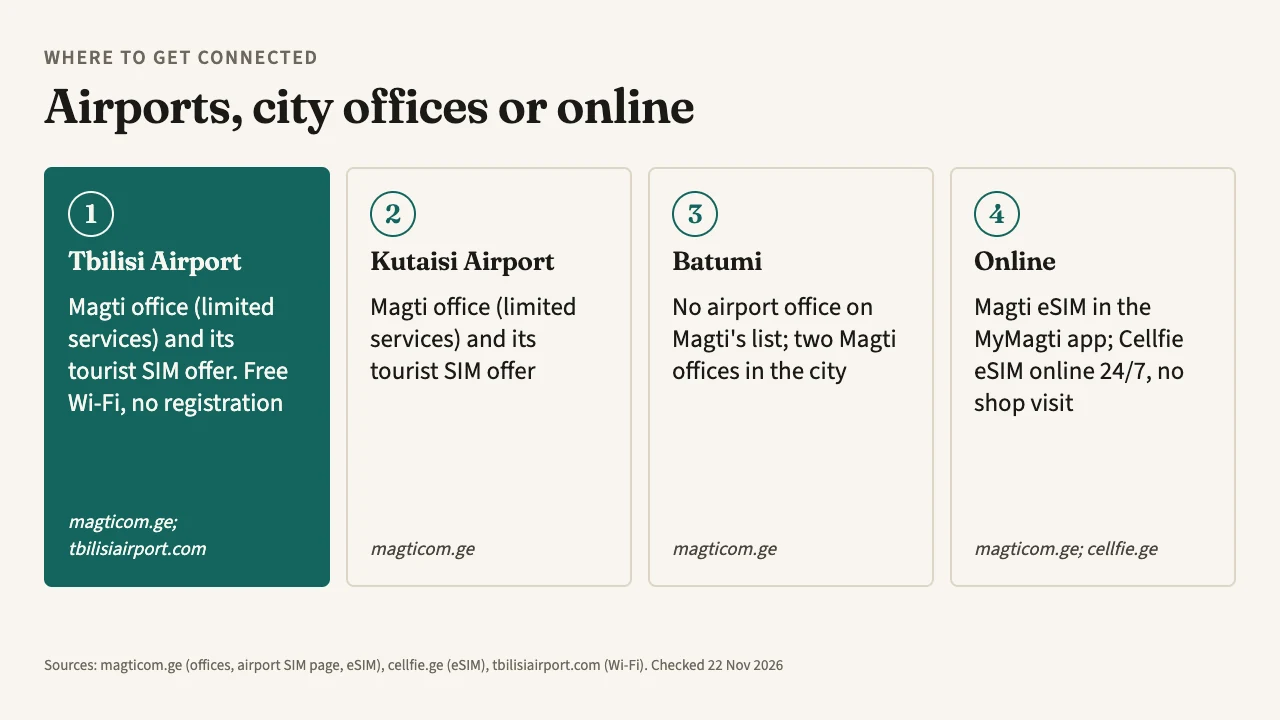 WHERE TO GET CONNECTED
Airports, city offices or online
1
Tbilisi Airport
Magti office (limited
services) and its
tourist SIM offer. Free
Wi-Fi, no registration
magticom.ge;
tbilisiairport.com
2
Kutaisi Airport
Magti office (limited
services) and its
tourist SIM offer
magticom.ge
3
Batumi
No airport office on
Magti's list; two Magti
offices in the city
magticom.ge
4
Online
Magti eSIM in the
MyMagti app; Cellfie
eSIM online 24/7, no
shop visit
magticom.ge; cellfie.ge
Sources: magticom.ge (offices, airport SIM page, eSIM), cellfie.ge (eSIM), tbilisiairport.com (Wi-Fi). Checked 22 Nov 2026